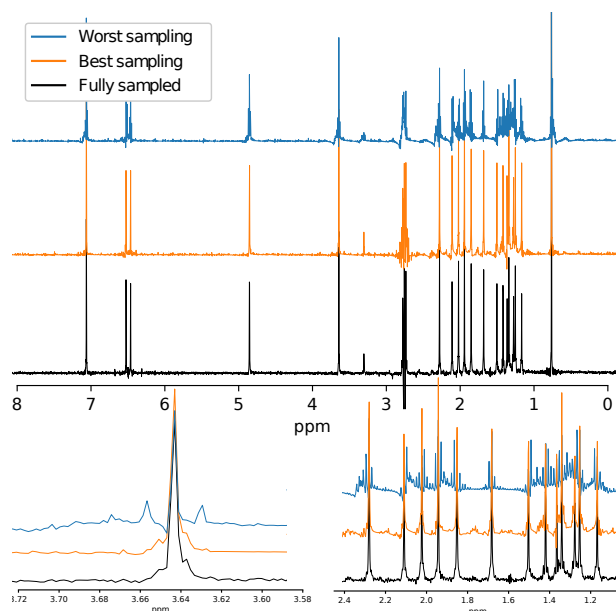 Worst sampling
Best sampling
Fully sampled
8 7 6 5 4 3 2 1 0
ppm
3.70 3.68 3.66 3.64 3.62 3.60 3.58
ppm
2.4 2.2 2.0 1.8 1.6 1.4 1.2
ppm